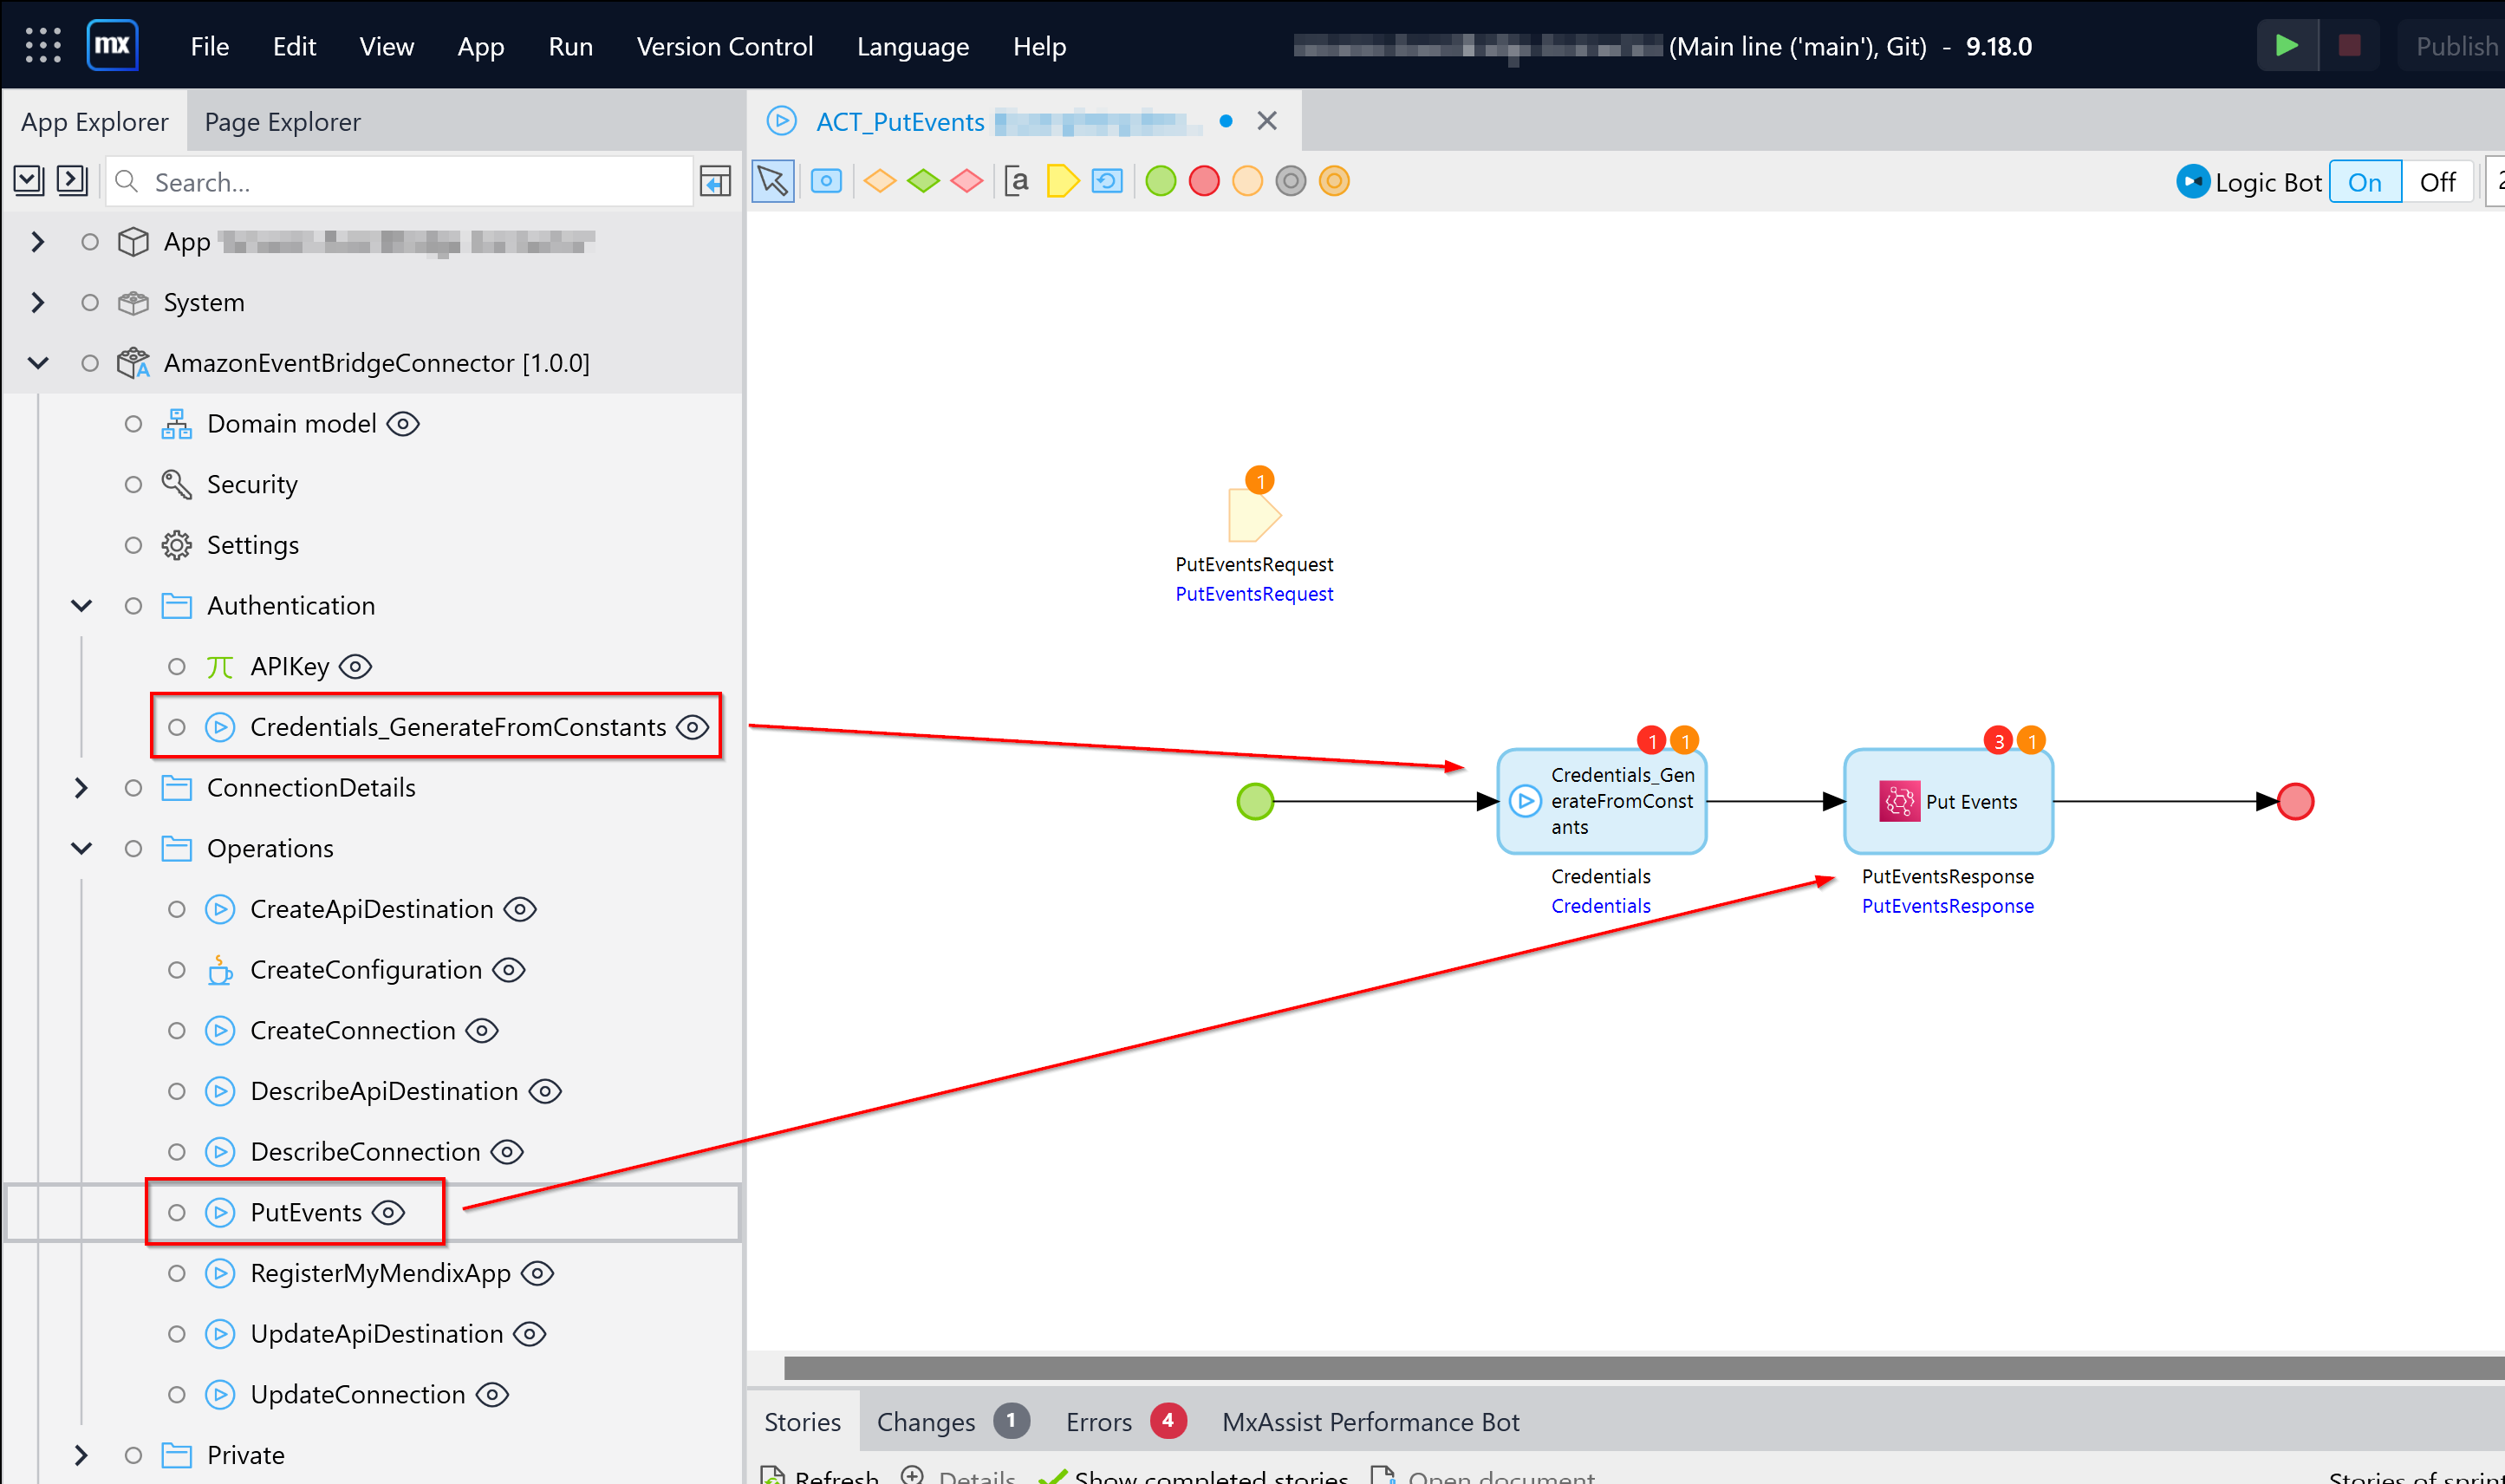 mx File Edit View App Run Version Control Language Help (Main line ('main'), Git) - 9.18.0 Publish
App Explorer Page Explorer
ACT_PutEvents
Search...
Logic Bot On Off
App
System
AmazonEventBridgeConnector [1.0.0]
Domain model
Security
Settings
Authentication
APIKey
Credentials_GenerateFromConstants
ConnectionDetails
Operations
CreateApiDestination
CreateConfiguration
CreateConnection
DescribeApiDestination
DescribeConnection
PutEvents
RegisterMyMendixApp
UpdateApiDestination
UpdateConnection
Private
1
PutEventsRequest
PutEventsRequest
1 1
Credentials_Gen
erateFromConst
ants
Credentials
Credentials
3 1
Put Events
PutEventsResponse
PutEventsResponse
Stories Changes 1 Errors 4 MxAssist Performance Bot
Refresh Details Show completed stories Open document Stories of sprint